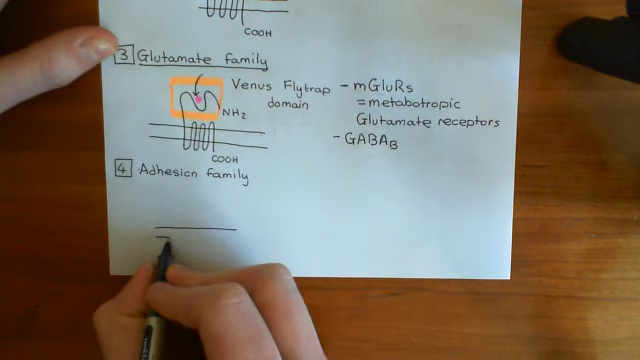 COOH
3 Glutamate family
Venus Flytrap
domain
NH2
COOH
- mGluRs
= metabotropic
Glutamate receptors
- GABAB
4 Adhesion family